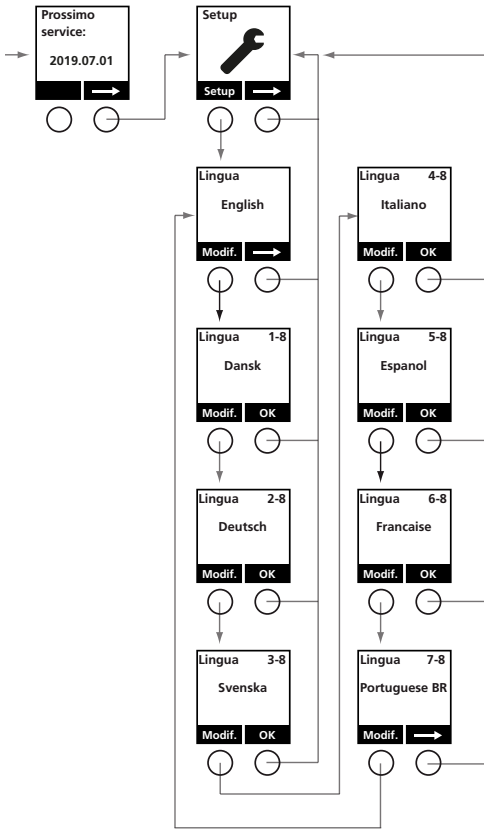 Prossimo
service:
2019.07.01
Setup
Setup
Lingua
English
Modif.
Lingua 1-8
Dansk
Modif. OK
Lingua 2-8
Deutsch
Modif. OK
Lingua 3-8
Svenska
Modif. OK
Lingua 4-8
Italiano
Modif. OK
Lingua 5-8
Espanol
Modif. OK
Lingua 6-8
Francaise
Modif. OK
Lingua 7-8
Portuguese BR
Modif.